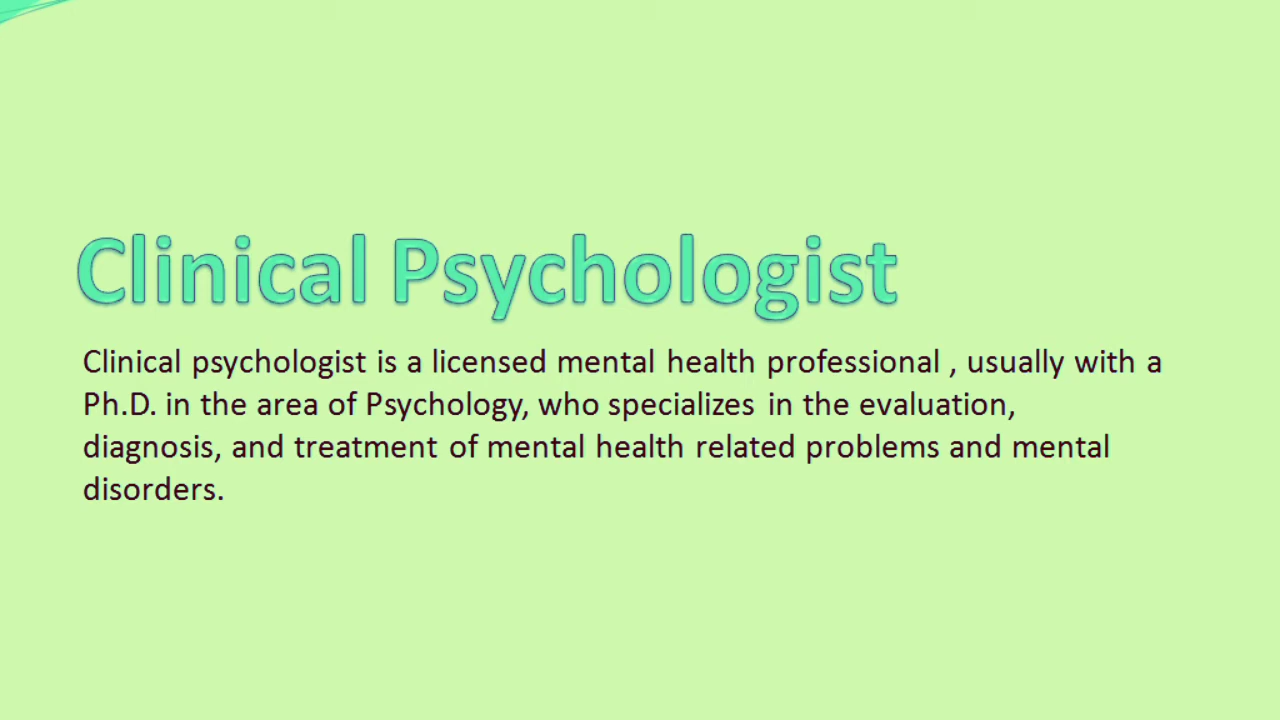 Clinical Psychologist
Clinical psychologist is a licensed mental health professional , usually with a
Ph.D. in the area of Psychology, who specializes in the evaluation,
diagnosis, and treatment of mental health related problems and mental
disorders.